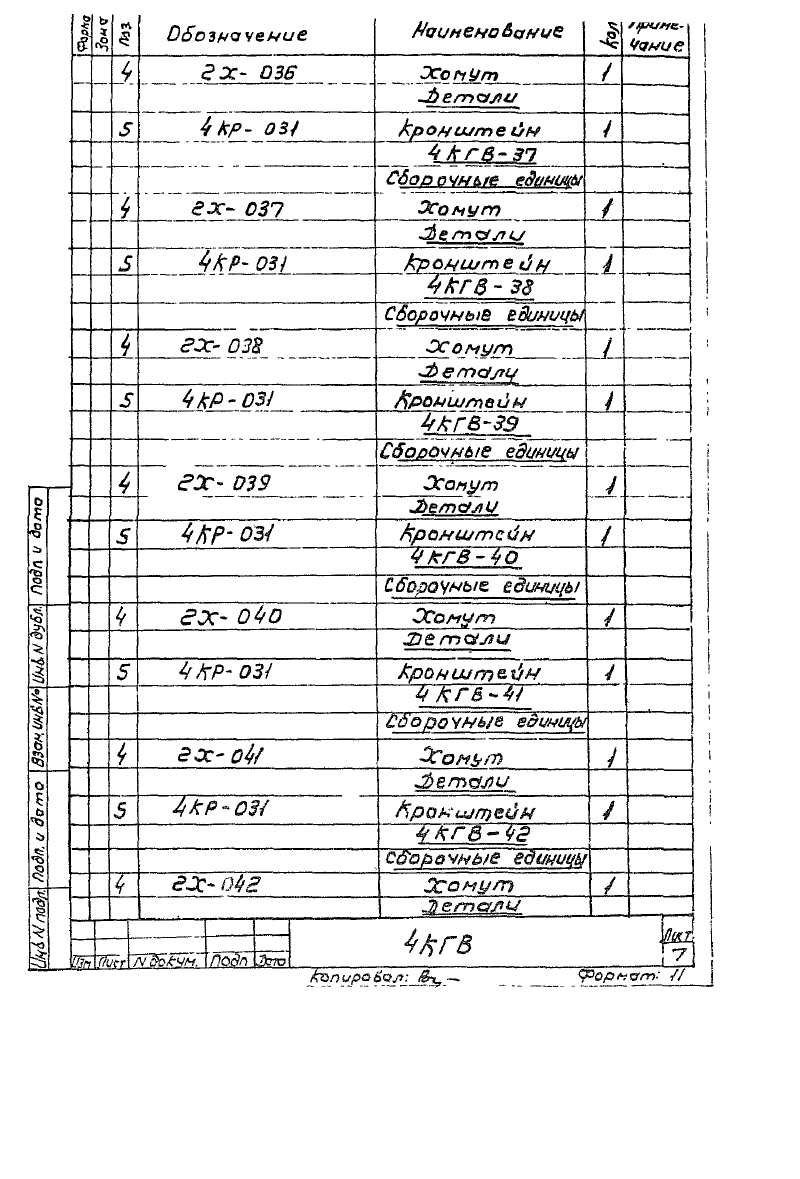 Форма Зона Поз. Обозначение Наименование Кол Приме-
чание
4 2Х-036 Хомут 1
Детали
5 4КР-031 Кронштейн 1
4КГВ-37
Сборочные единицы
4 2Х-037 Хомут 1
Детали
5 4КР-031 Кронштейн 1
4КГВ-38
Сборочные единицы
4 2Х-038 Хомут 1
Детали
5 4КР-031 Кронштейн 1
4КГВ-39
Сборочные единицы
4 2Х-039 Хомут 1
Детали
5 4КР-031 Кронштейн 1
4КГВ-40
Сборочные единицы
4 2Х-040 Хомут 1
Детали
5 4КР-031 Кронштейн 1
4КГВ-41
Сборочные единицы
4 2Х-041 Хомут 1
Детали
5 4КР-031 Кронштейн 1
4КГВ-42
Сборочные единицы
4 2Х-042 Хомут 1
Детали
Инв N подл. Подп. и дата Взам. инв. № Инв. N дубл. Подп и дата
4КГВ
Лист
7
Изм Лист N докум. Подп Дата
Копировал: Формат: 11